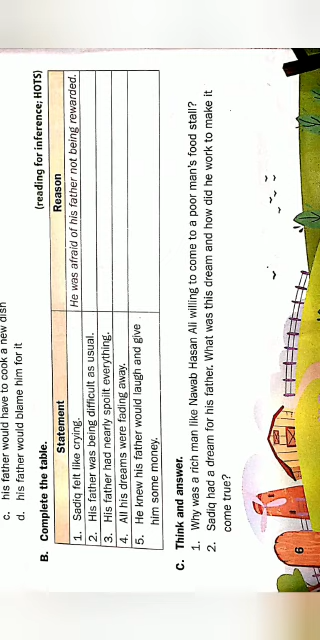 c. his father would have to cook a new dish
d. his father would blame him for it
B. Complete the table. (reading for inference; HOTS)
Statement Reason
1. Sadiq felt like crying. He was afraid of his father not being rewarded.
2. His father was being difficult as usual.
3. His father had nearly spoilt everything.
4. All his dreams were fading away.
5. He knew his father would laugh and give
him some money.
C. Think and answer.
1. Why was a rich man like Nawab Hasan Ali willing to come to a poor man's food stall?
2. Sadiq had a dream for his father. What was this dream and how did he work to make it
come true?
6